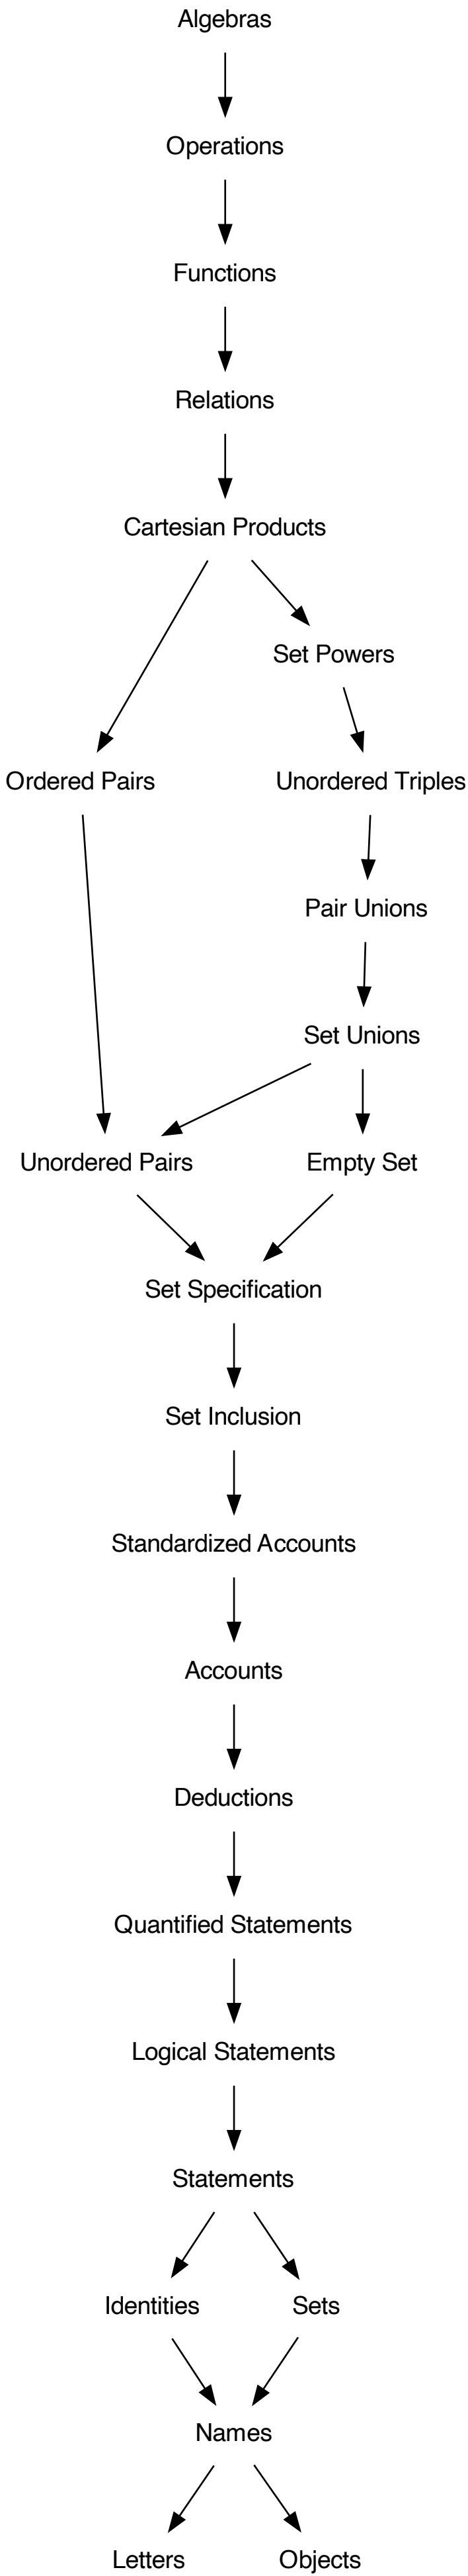 Algebras
Operations
Functions
Relations
Cartesian Products
Set Powers
Ordered Pairs
Unordered Triples
Pair Unions
Set Unions
Unordered Pairs
Empty Set
Set Specification
Set Inclusion
Standardized Accounts
Accounts
Deductions
Quantified Statements
Logical Statements
Statements
Identities
Sets
Names
Letters
Objects